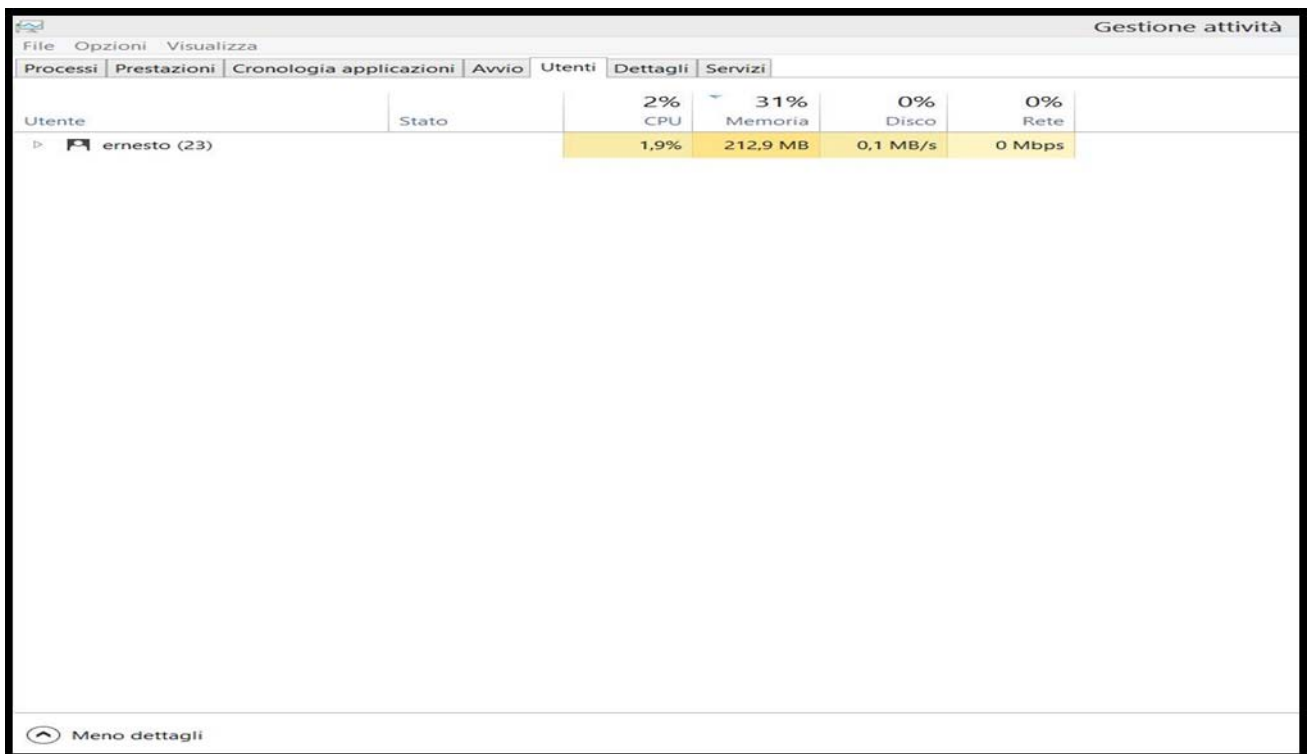 Gestione attività
File Opzioni Visualizza
Processi Prestazioni Cronologia applicazioni Avvio Utenti Dettagli Servizi
2% 31% 0% 0%
Utente Stato CPU Memoria Disco Rete
ernesto (23) 1,9% 212,9 MB 0,1 MB/s 0 Mbps
Meno dettagli